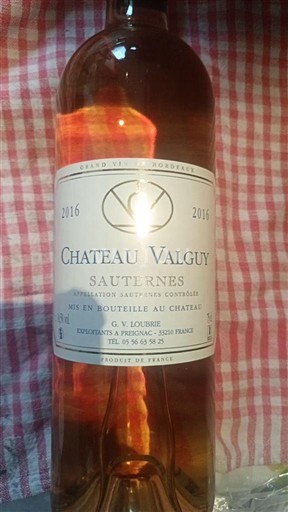 GRAND VIN DE BORDEAUX
2016 2016
CHATEAU VALGUY
SAUTERNES
APPELLATION SAUTERNES CONTRÔLÉE
MIS EN BOUTEILLE AU CHATEAU
75cl
G. V. LOUBRIE
EXPLOITANTS A PREIGNAC - 33210 FRANCE
TÉL. 05 56 63 58 25
PRODUIT DE FRANCE